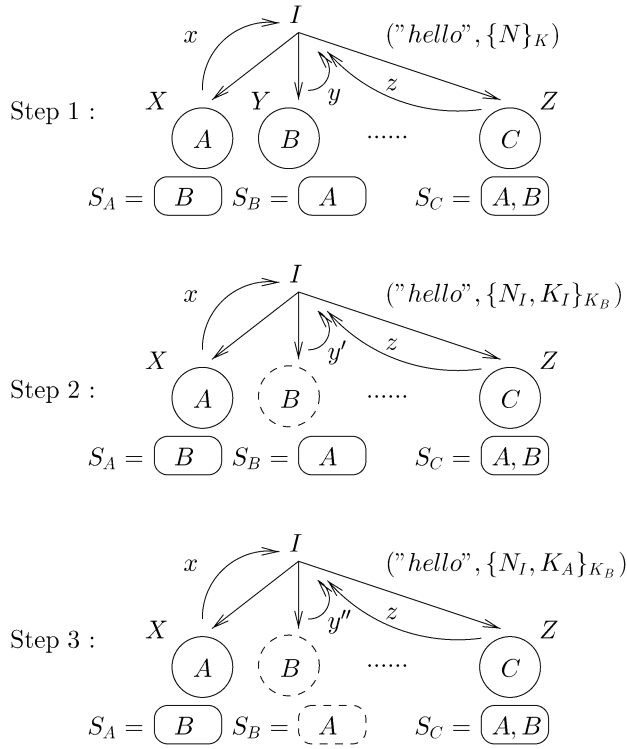 I
x ("hello", {N}_K)
X Y y z Z
Step 1 : A B ...... C
S_A = B S_B = A S_C = A, B
I
x ("hello", {N_I, K_I}_{K_B})
X y′ z Z
Step 2 : A B ...... C
S_A = B S_B = A S_C = A, B
I
x ("hello", {N_I, K_A}_{K_B})
X y′′ z Z
Step 3 : A B ...... C
S_A = B S_B = A S_C = A, B